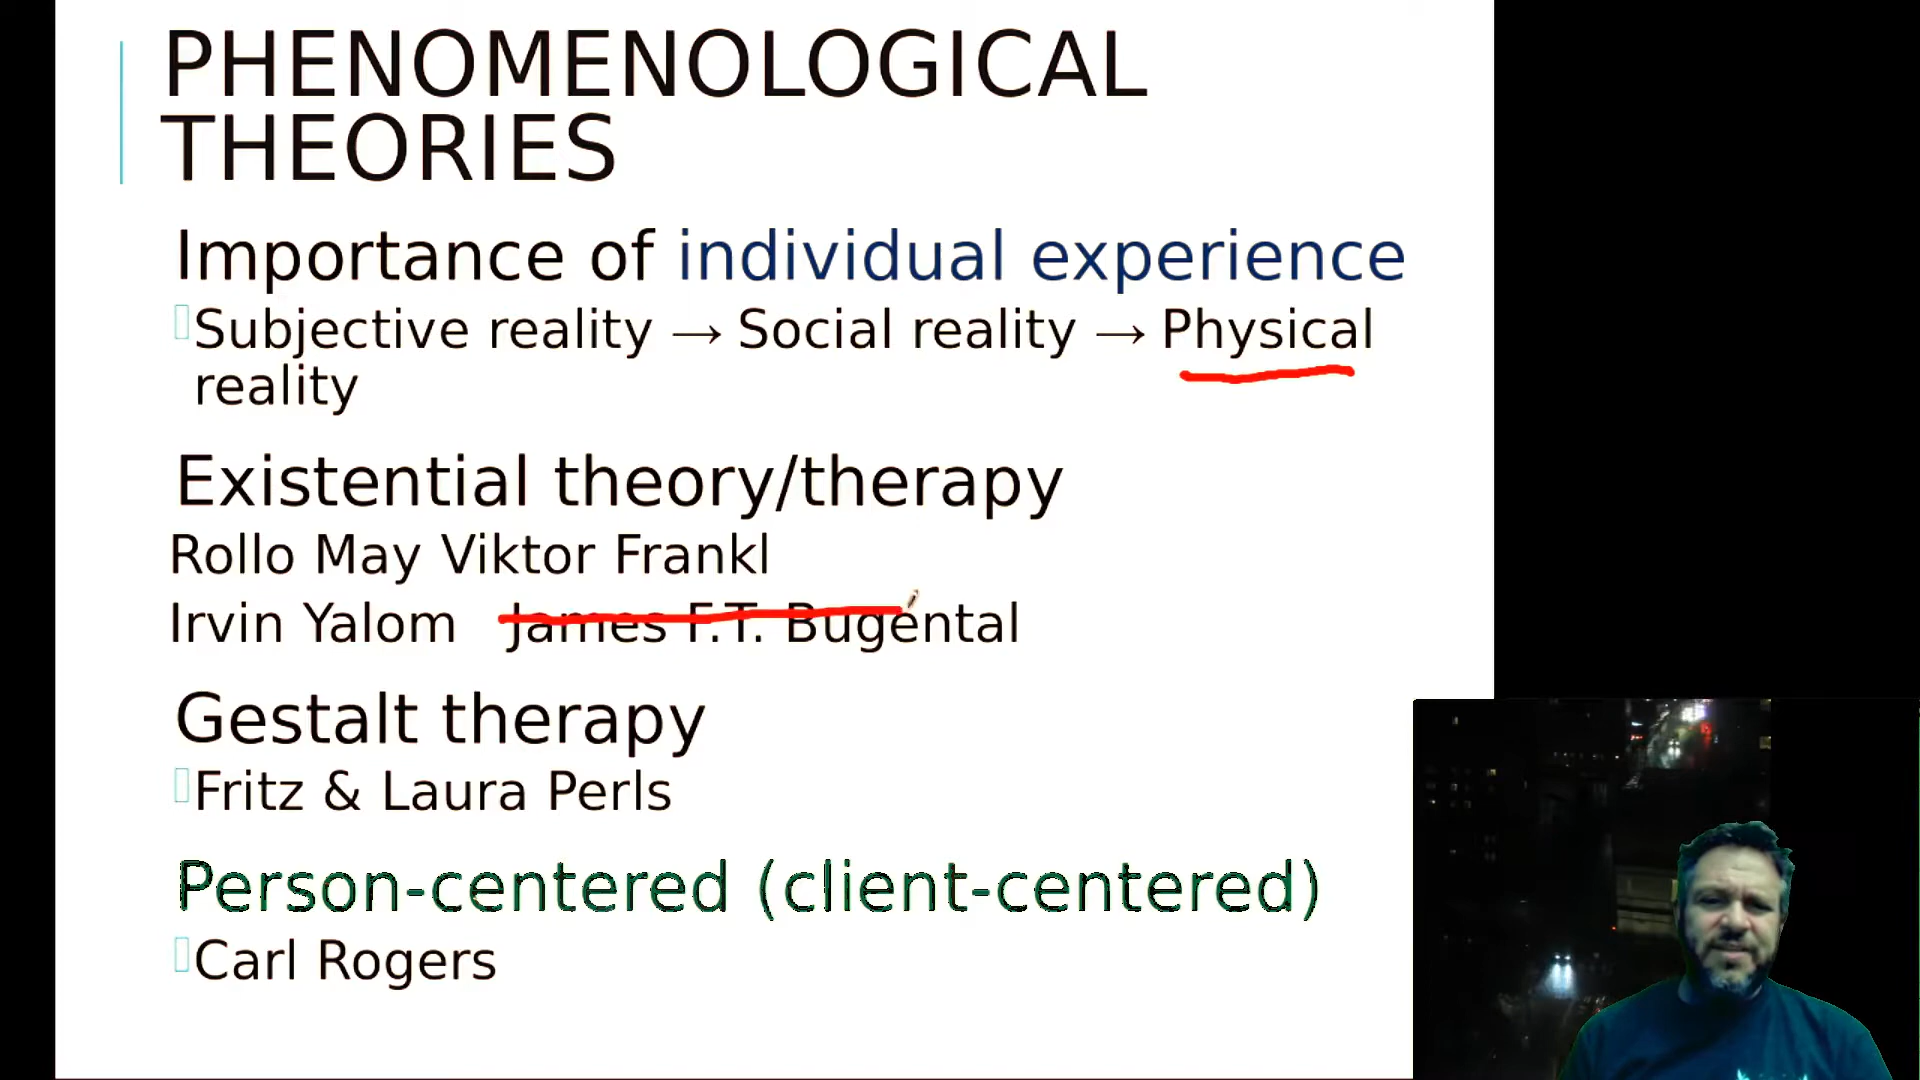 PHENOMENOLOGICAL
THEORIES
Importance of individual experience
Subjective reality → Social reality → Physical
reality
Existential theory/therapy
Rollo May Viktor Frankl
Irvin Yalom James F.T. Bugental
Gestalt therapy
Fritz & Laura Perls
Person-centered (client-centered)
Carl Rogers